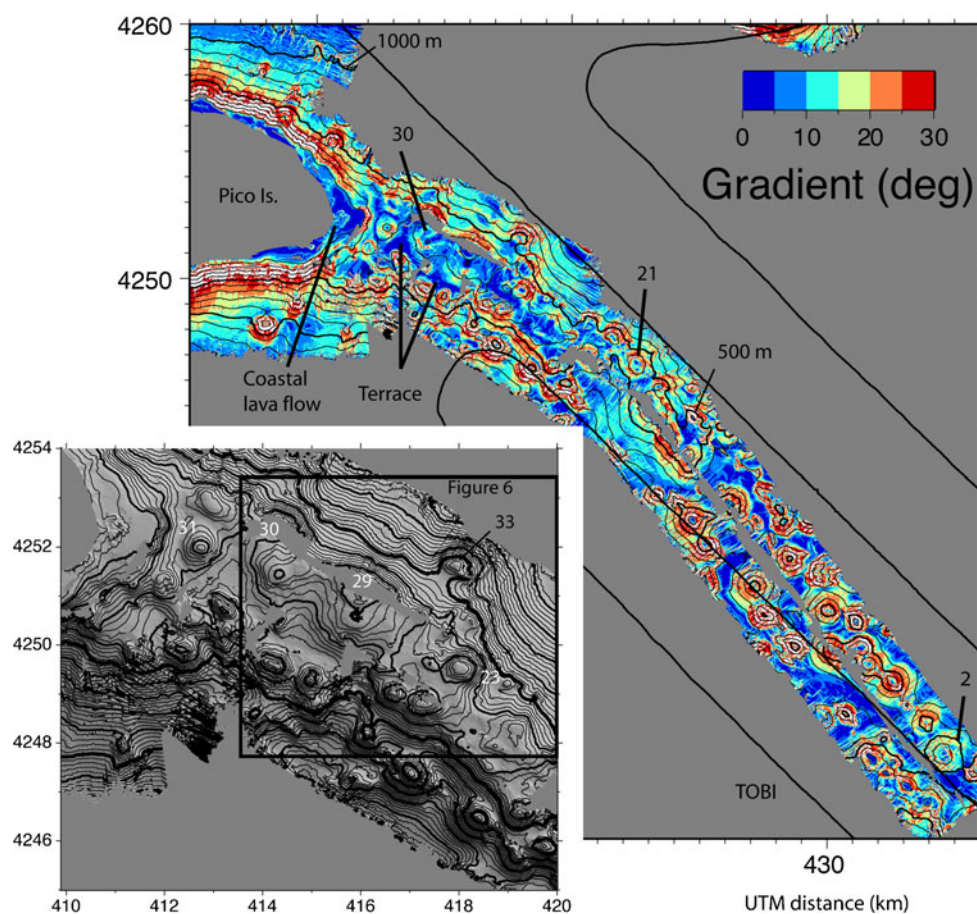 4260
1000 m
30
0 10 20 30
Gradient (deg)
Pico Is.
4250
21
500 m
Coastal
lava flow
Terrace
4254
Figure 6
31
30
33
4252
29
4250
23
2
4248
TOBI
4246
430
410 412 414 416 418 420
UTM distance (km)